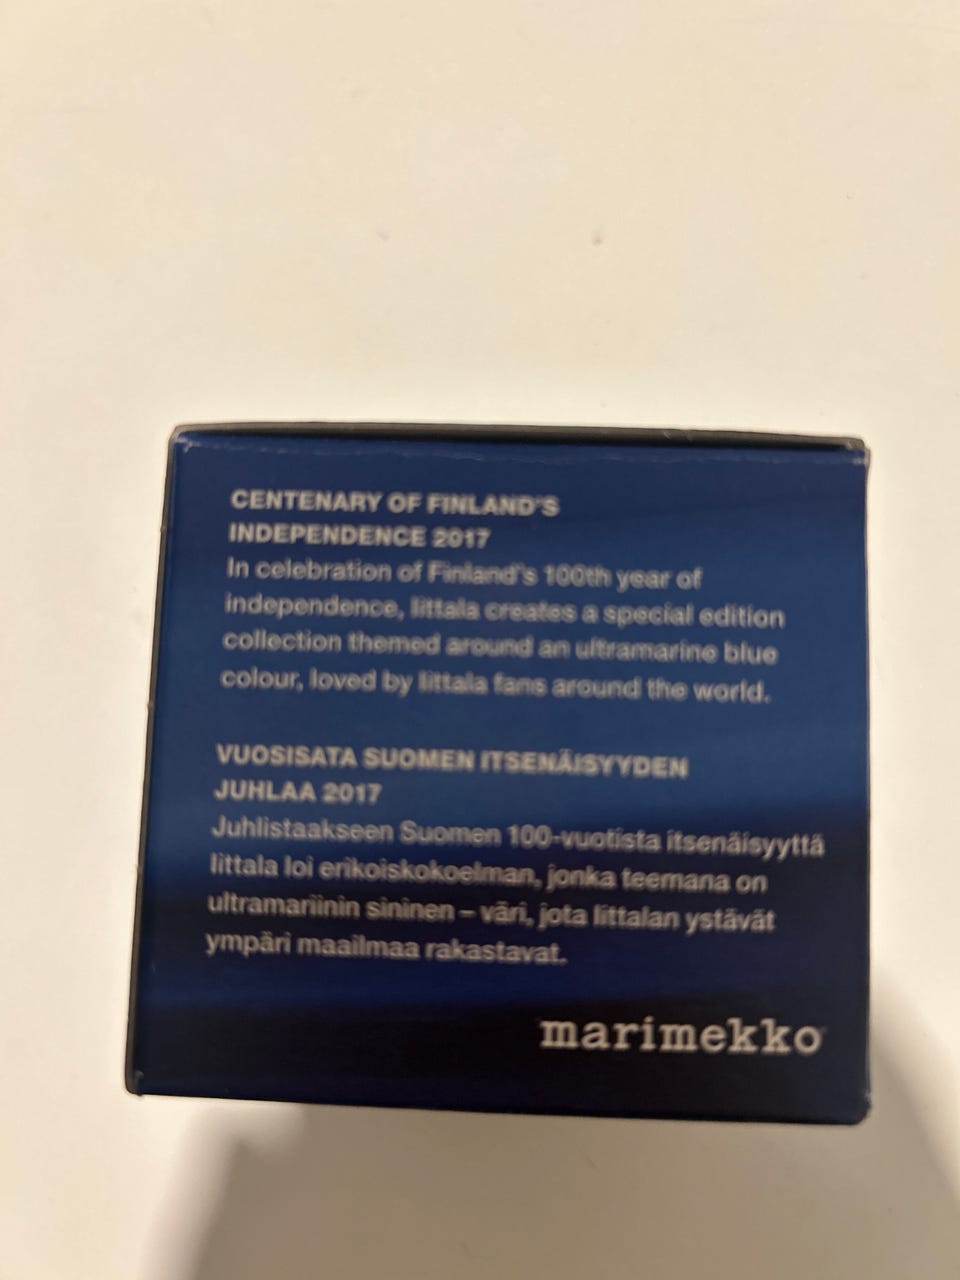 CENTENARY OF FINLAND'S
INDEPENDENCE 2017
In celebration of Finland's 100th year of
independence, Iittala creates a special edition
collection themed around an ultramarine blue
colour, loved by Iittala fans around the world.
VUOSISATA SUOMEN ITSENÄISYYDEN
JUHLAA 2017
Juhlistaakseen Suomen 100-vuotista itsenäisyyttä
Iittala loi erikoiskokoelman, jonka teemana on
ultramariinin sininen – väri, jota Iittalan ystävät
ympäri maailmaa rakastavat.
marimekko